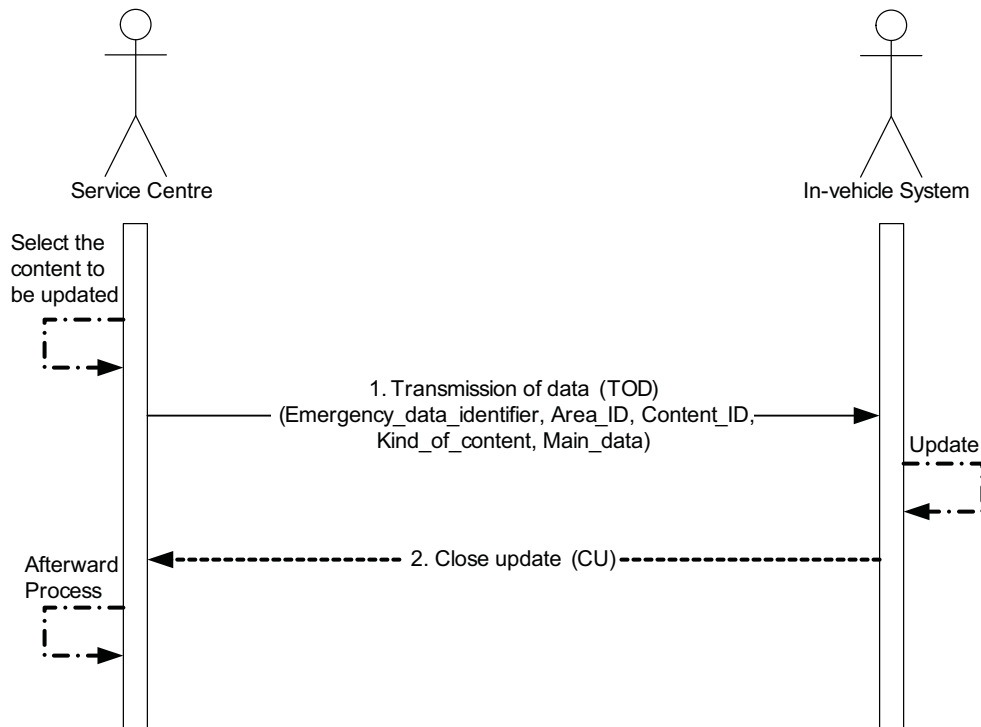 Service Centre
In-vehicle System
Select the
content to
be updated
1. Transmission of data (TOD)
(Emergency_data_identifier, Area_ID, Content_ID,
Kind_of_content, Main_data)
Update
2. Close update (CU)
Afterward
Process